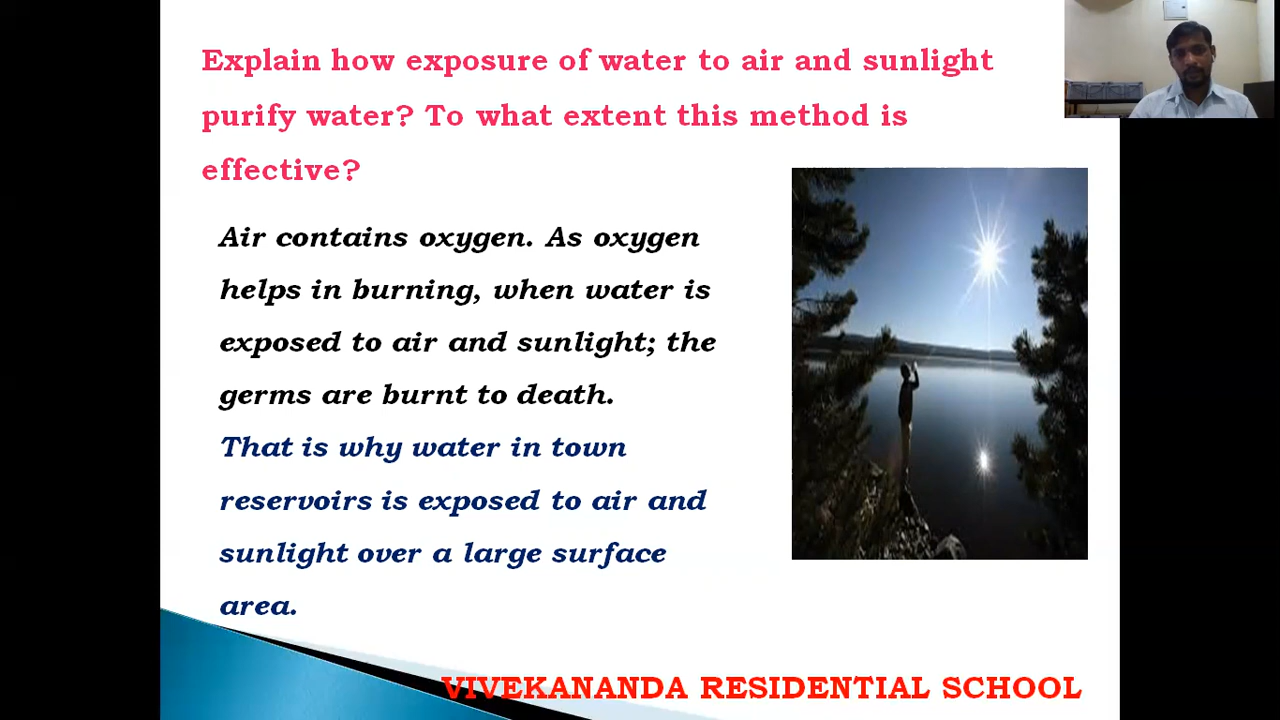 Explain how exposure of water to air and sunlight
purify water? To what extent this method is
effective?
Air contains oxygen. As oxygen
helps in burning, when water is
exposed to air and sunlight; the
germs are burnt to death.
That is why water in town
reservoirs is exposed to air and
sunlight over a large surface
area.
VIVEKANANDA RESIDENTIAL SCHOOL